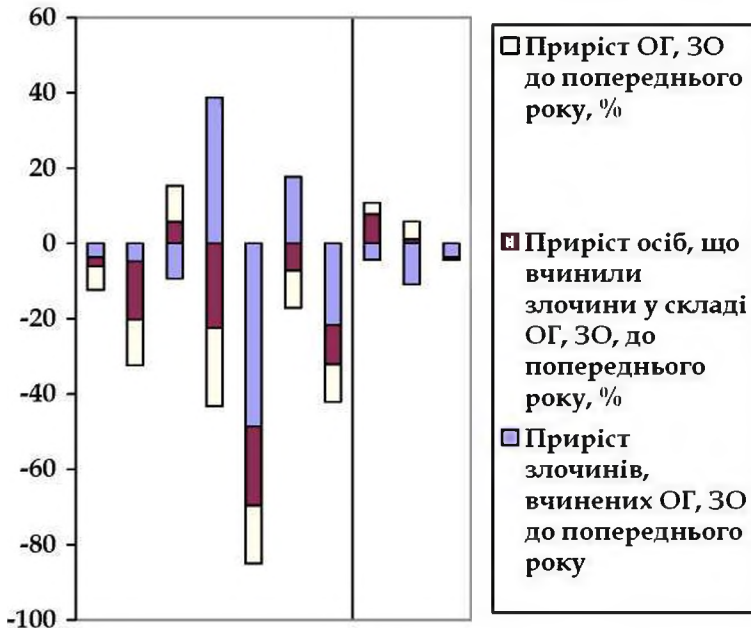 60
40
20
0
-20
-40
-60
-80
-100
Приріст ОГ, ЗО
до попереднього
року, %
Приріст осіб, що
вчинили
злочини у складі
ОГ, ЗО, до
попереднього
року, %
Приріст
злочинів,
вчинених ОГ, ЗО
до попереднього
року